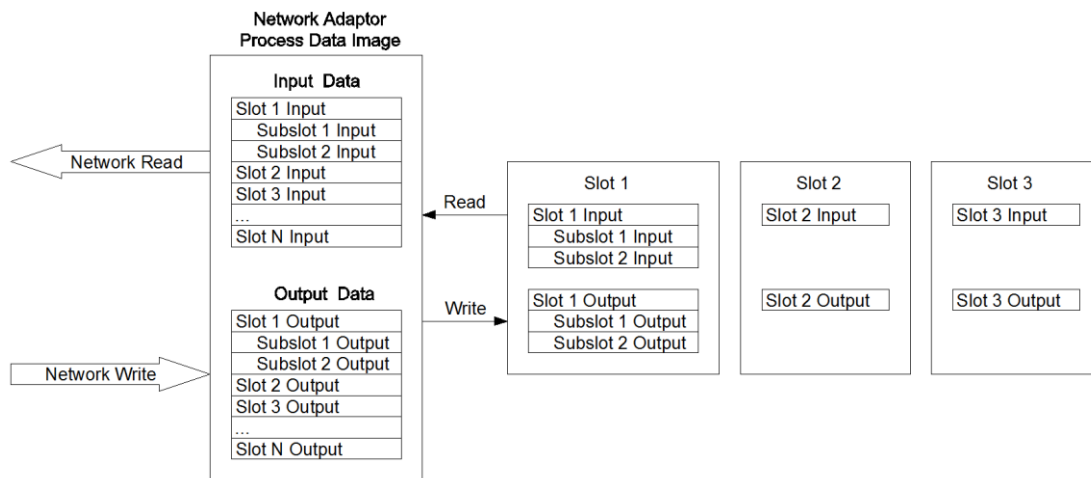 Network Adaptor
Process Data Image
Input Data
Slot 1 Input
Subslot 1 Input
Subslot 2 Input
Slot 2 Input
Slot 3 Input
...
Slot N Input
Network Read
Output Data
Slot 1 Output
Subslot 1 Output
Subslot 2 Output
Slot 2 Output
Slot 3 Output
...
Slot N Output
Network Write
Read
Write
Slot 1
Slot 1 Input
Subslot 1 Input
Subslot 2 Input
Slot 1 Output
Subslot 1 Output
Subslot 2 Output
Slot 2
Slot 2 Input
Slot 2 Output
Slot 3
Slot 3 Input
Slot 3 Output